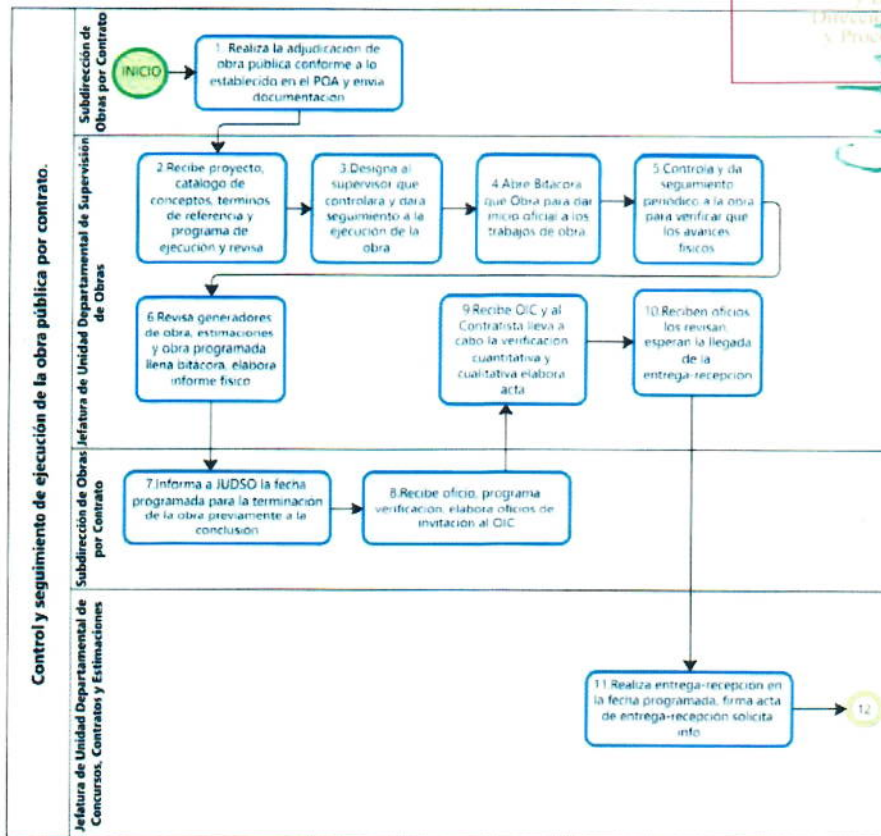 Control y seguimiento de ejecución de la obra pública por contrato.
Subdirección de
Obras por Contrato
INICIO
1. Realiza la adjudicación de
obra pública conforme a lo
establecido en el POA y envia
documentación
Jefatura de Unidad Departamental de Supervisión
de Obras
2.Recibe proyecto,
catálogo de
conceptos, terminos
de referencia y
programa de
ejecución y revisa
3.Designa al
supervisor que
controlara y dara
seguimiento a la
ejecución de la
obra
4.Abre Bitácora
que Obra para dar
inicio oficial a los
trabajos de obra
5.Controla y da
seguimiento
periódico a la obra
para verificar que
los avances
físicos
6.Revisa generadores
de obra, estimaciones
y obra programada
llena bitácora, elabora
informe físico
9.Recibe OIC y al
Contratista lleva a
cabo la verificación
cuantitativa y
cualitativa elabora
acta
10.Reciben oficios
los revisan,
esperan la llegada
de la
entrega-recepción
Subdirección de Obras
por Contrato
7.Informa a JUDSO la fecha
programada para la terminación
de la obra previamente a la
conclusión
8.Recibe oficio, programa
verificación, elabora oficios de
invitación al OIC
Jefatura de Unidad Departamental de
Concursos, Contratos y Estimaciones
11.Realiza entrega-recepción en
la fecha programada, firma acta
de entrega-recepción solicita
info
12